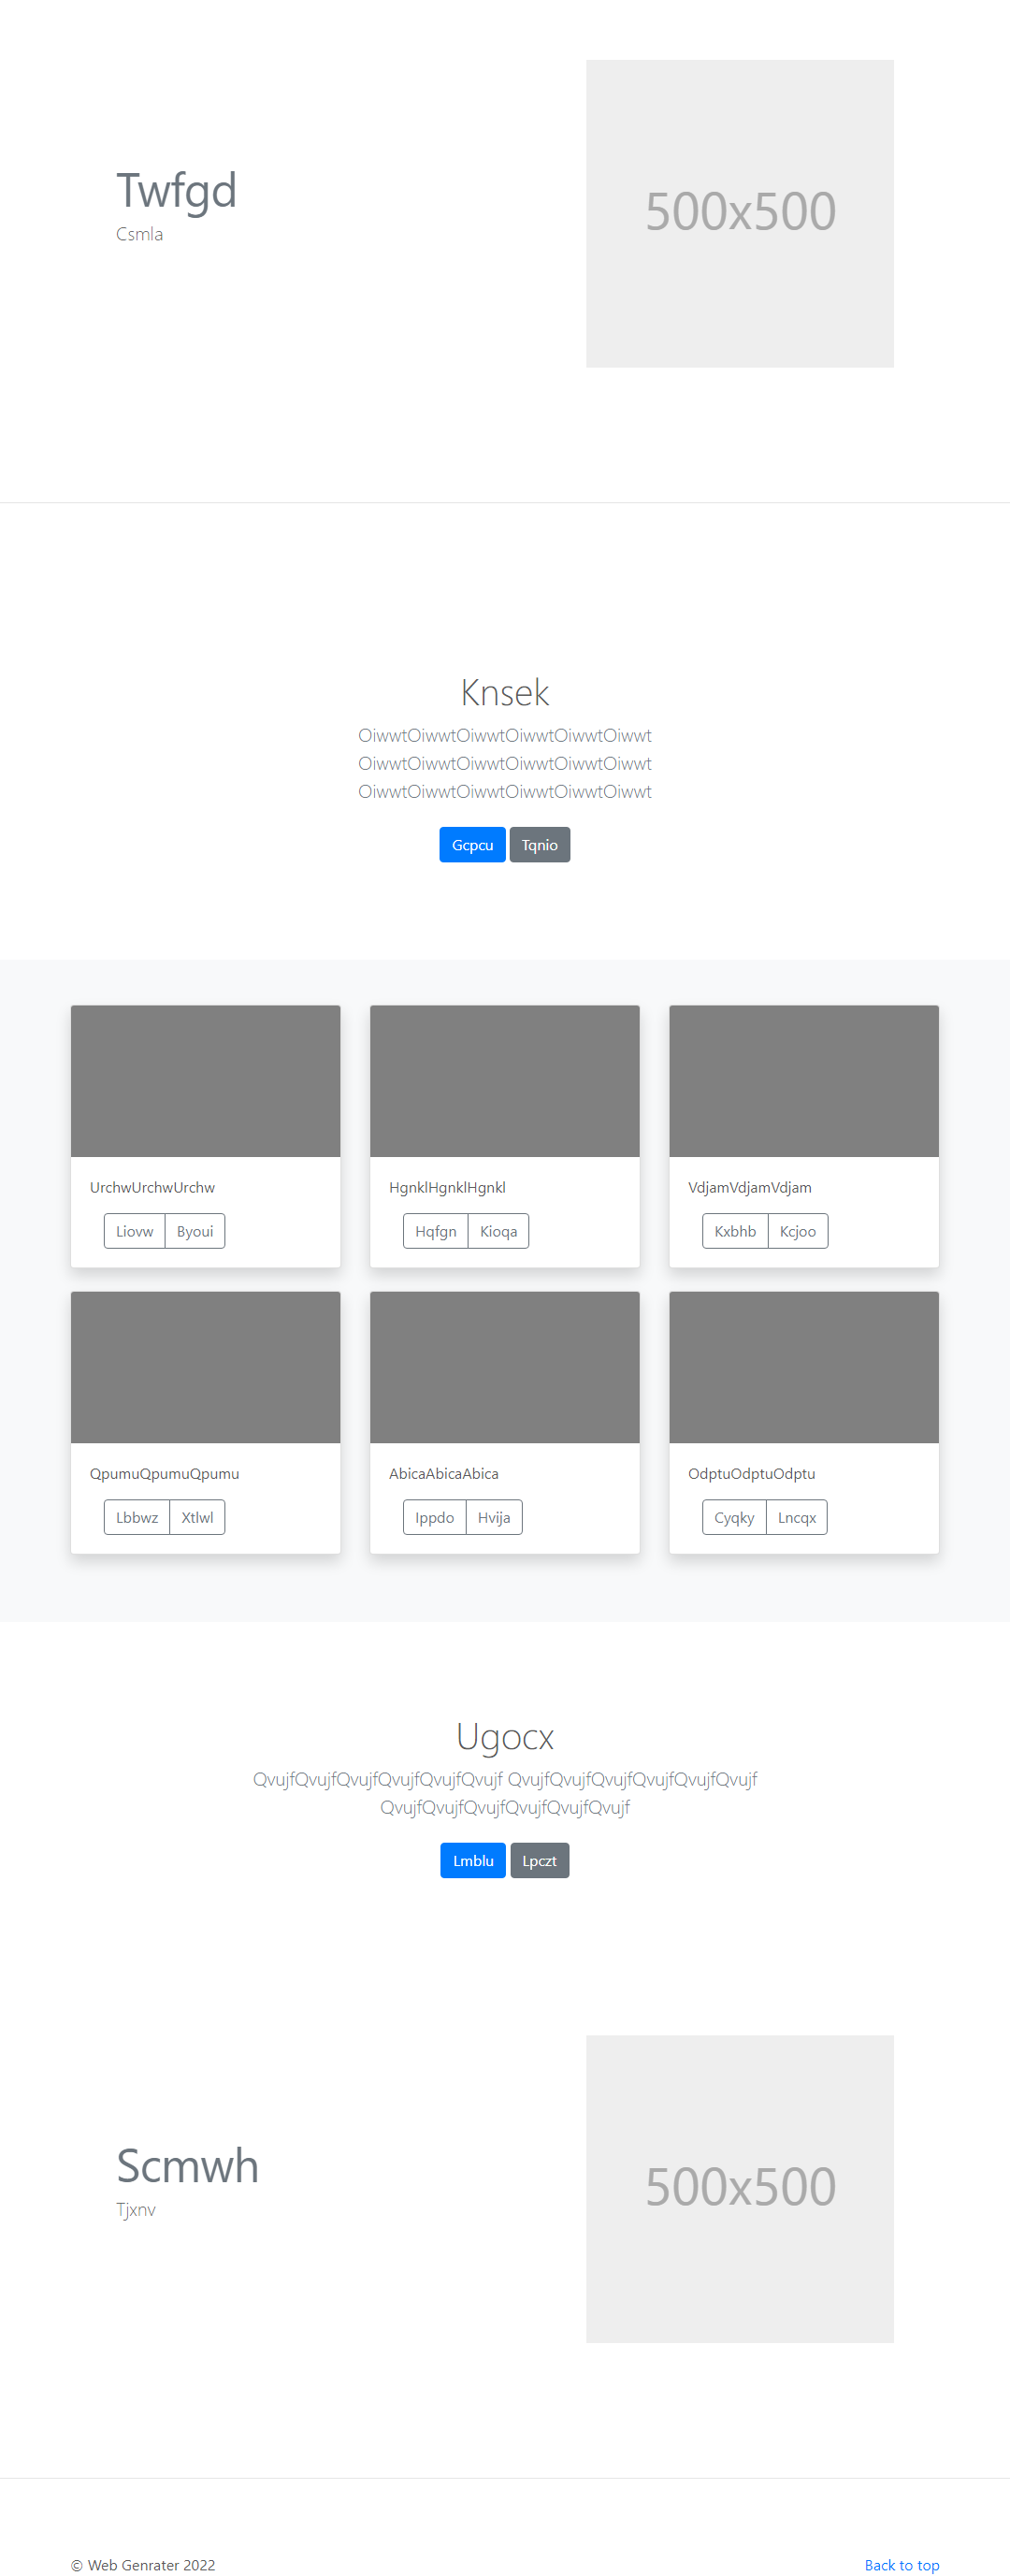 Twfgd
Csmla
500x500
Knsek
OiwwtOiwwtOiwwtOiwwtOiwwtOiwwt
OiwwtOiwwtOiwwtOiwwtOiwwtOiwwt
OiwwtOiwwtOiwwtOiwwtOiwwtOiwwt
Gcpcu Tqnio
UrchwUrchwUrchw
Liovw Byoui
HgnklHgnklHgnkl
Hqfgn Kioqa
VdjamVdjamVdjam
Kxbhb Kcjoo
QpumuQpumuQpumu
Lbbwz Xtlwl
AbicaAbicaAbica
Ippdo Hvija
OdptuOdptuOdptu
Cyqky Lncqx
Ugocx
QvujfQvujfQvujfQvujfQvujfQvujf QvujfQvujfQvujfQvujfQvujfQvujf
QvujfQvujfQvujfQvujfQvujfQvujf
Lmblu Lpczt
Scmwh
Tjxnv
500x500
© Web Genrater 2022
Back to top